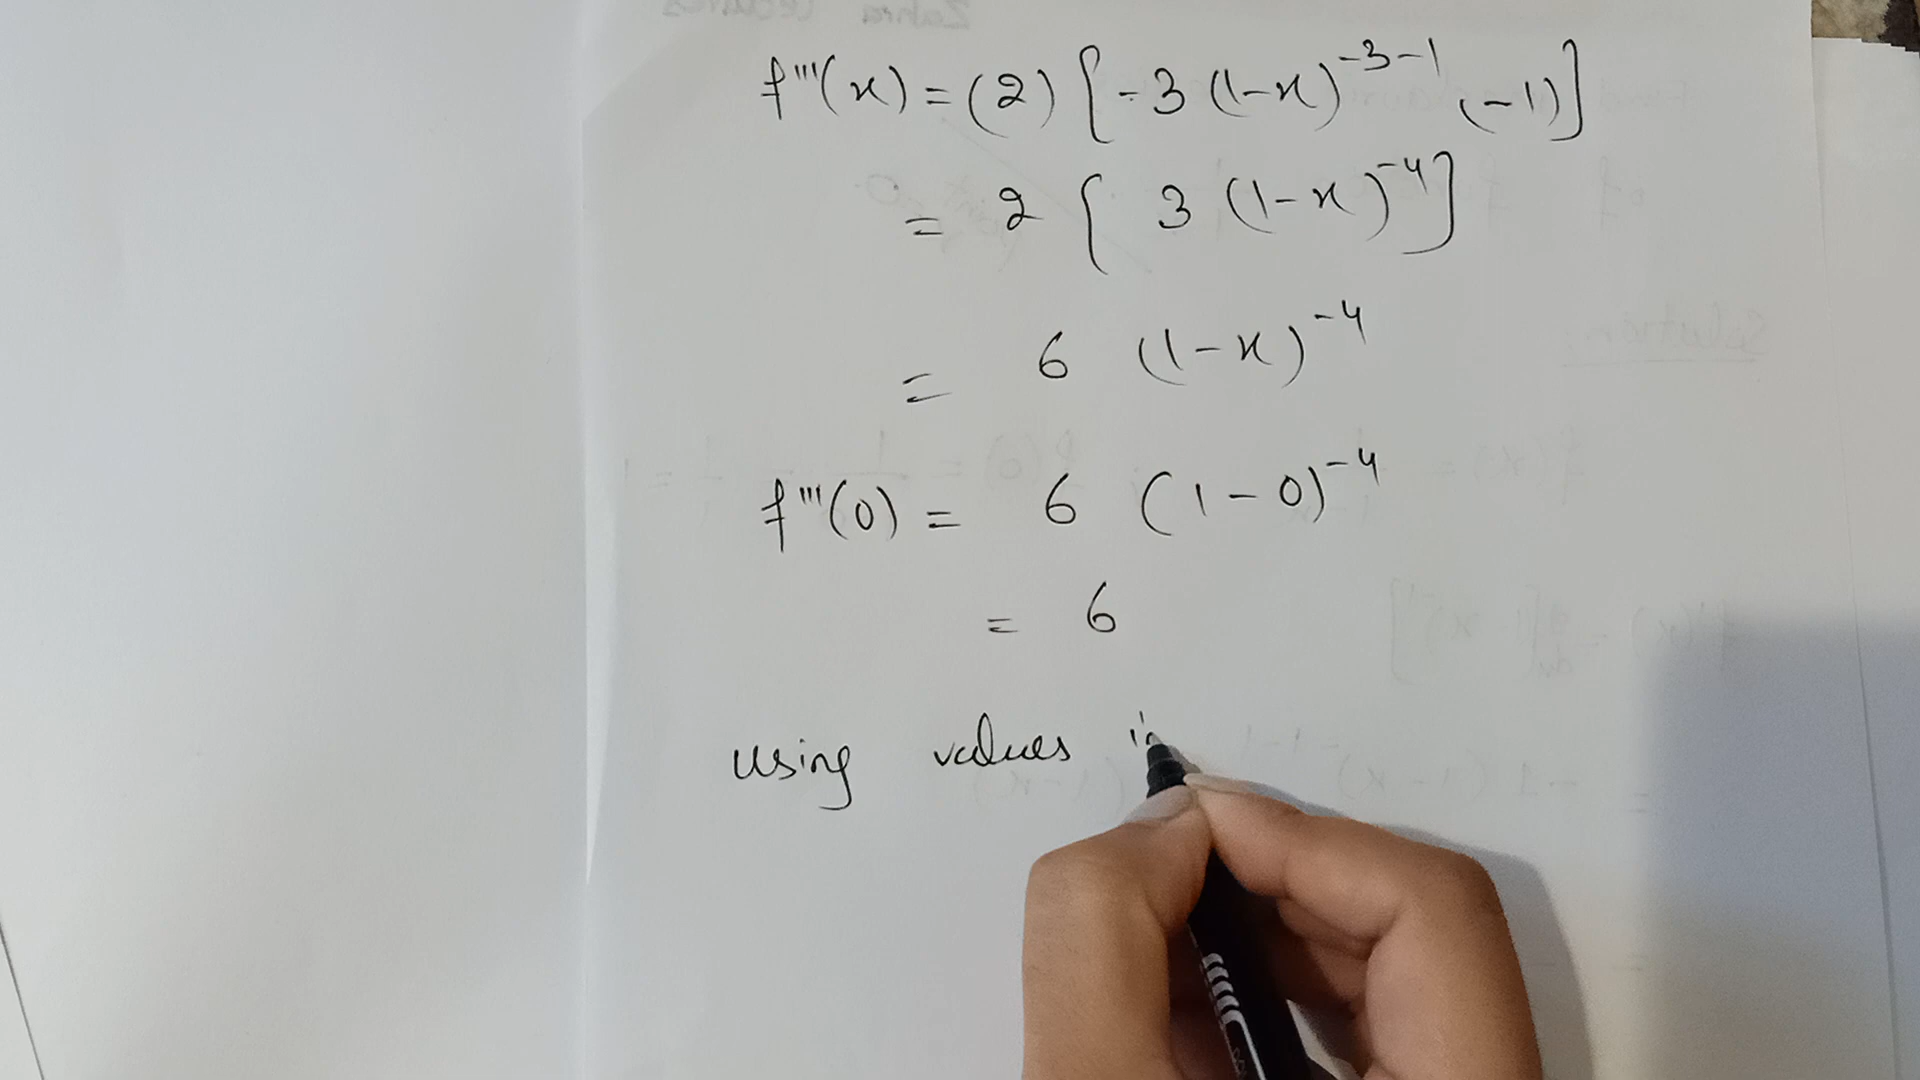 f'''(x) = (2) [-3 (1-x)^{-3-1} (-1)]
= 2 [ 3 (1-x)^{-4} ]
= 6 (1-x)^{-4}
f'''(0) = 6 (1-0)^{-4}
= 6
using values in